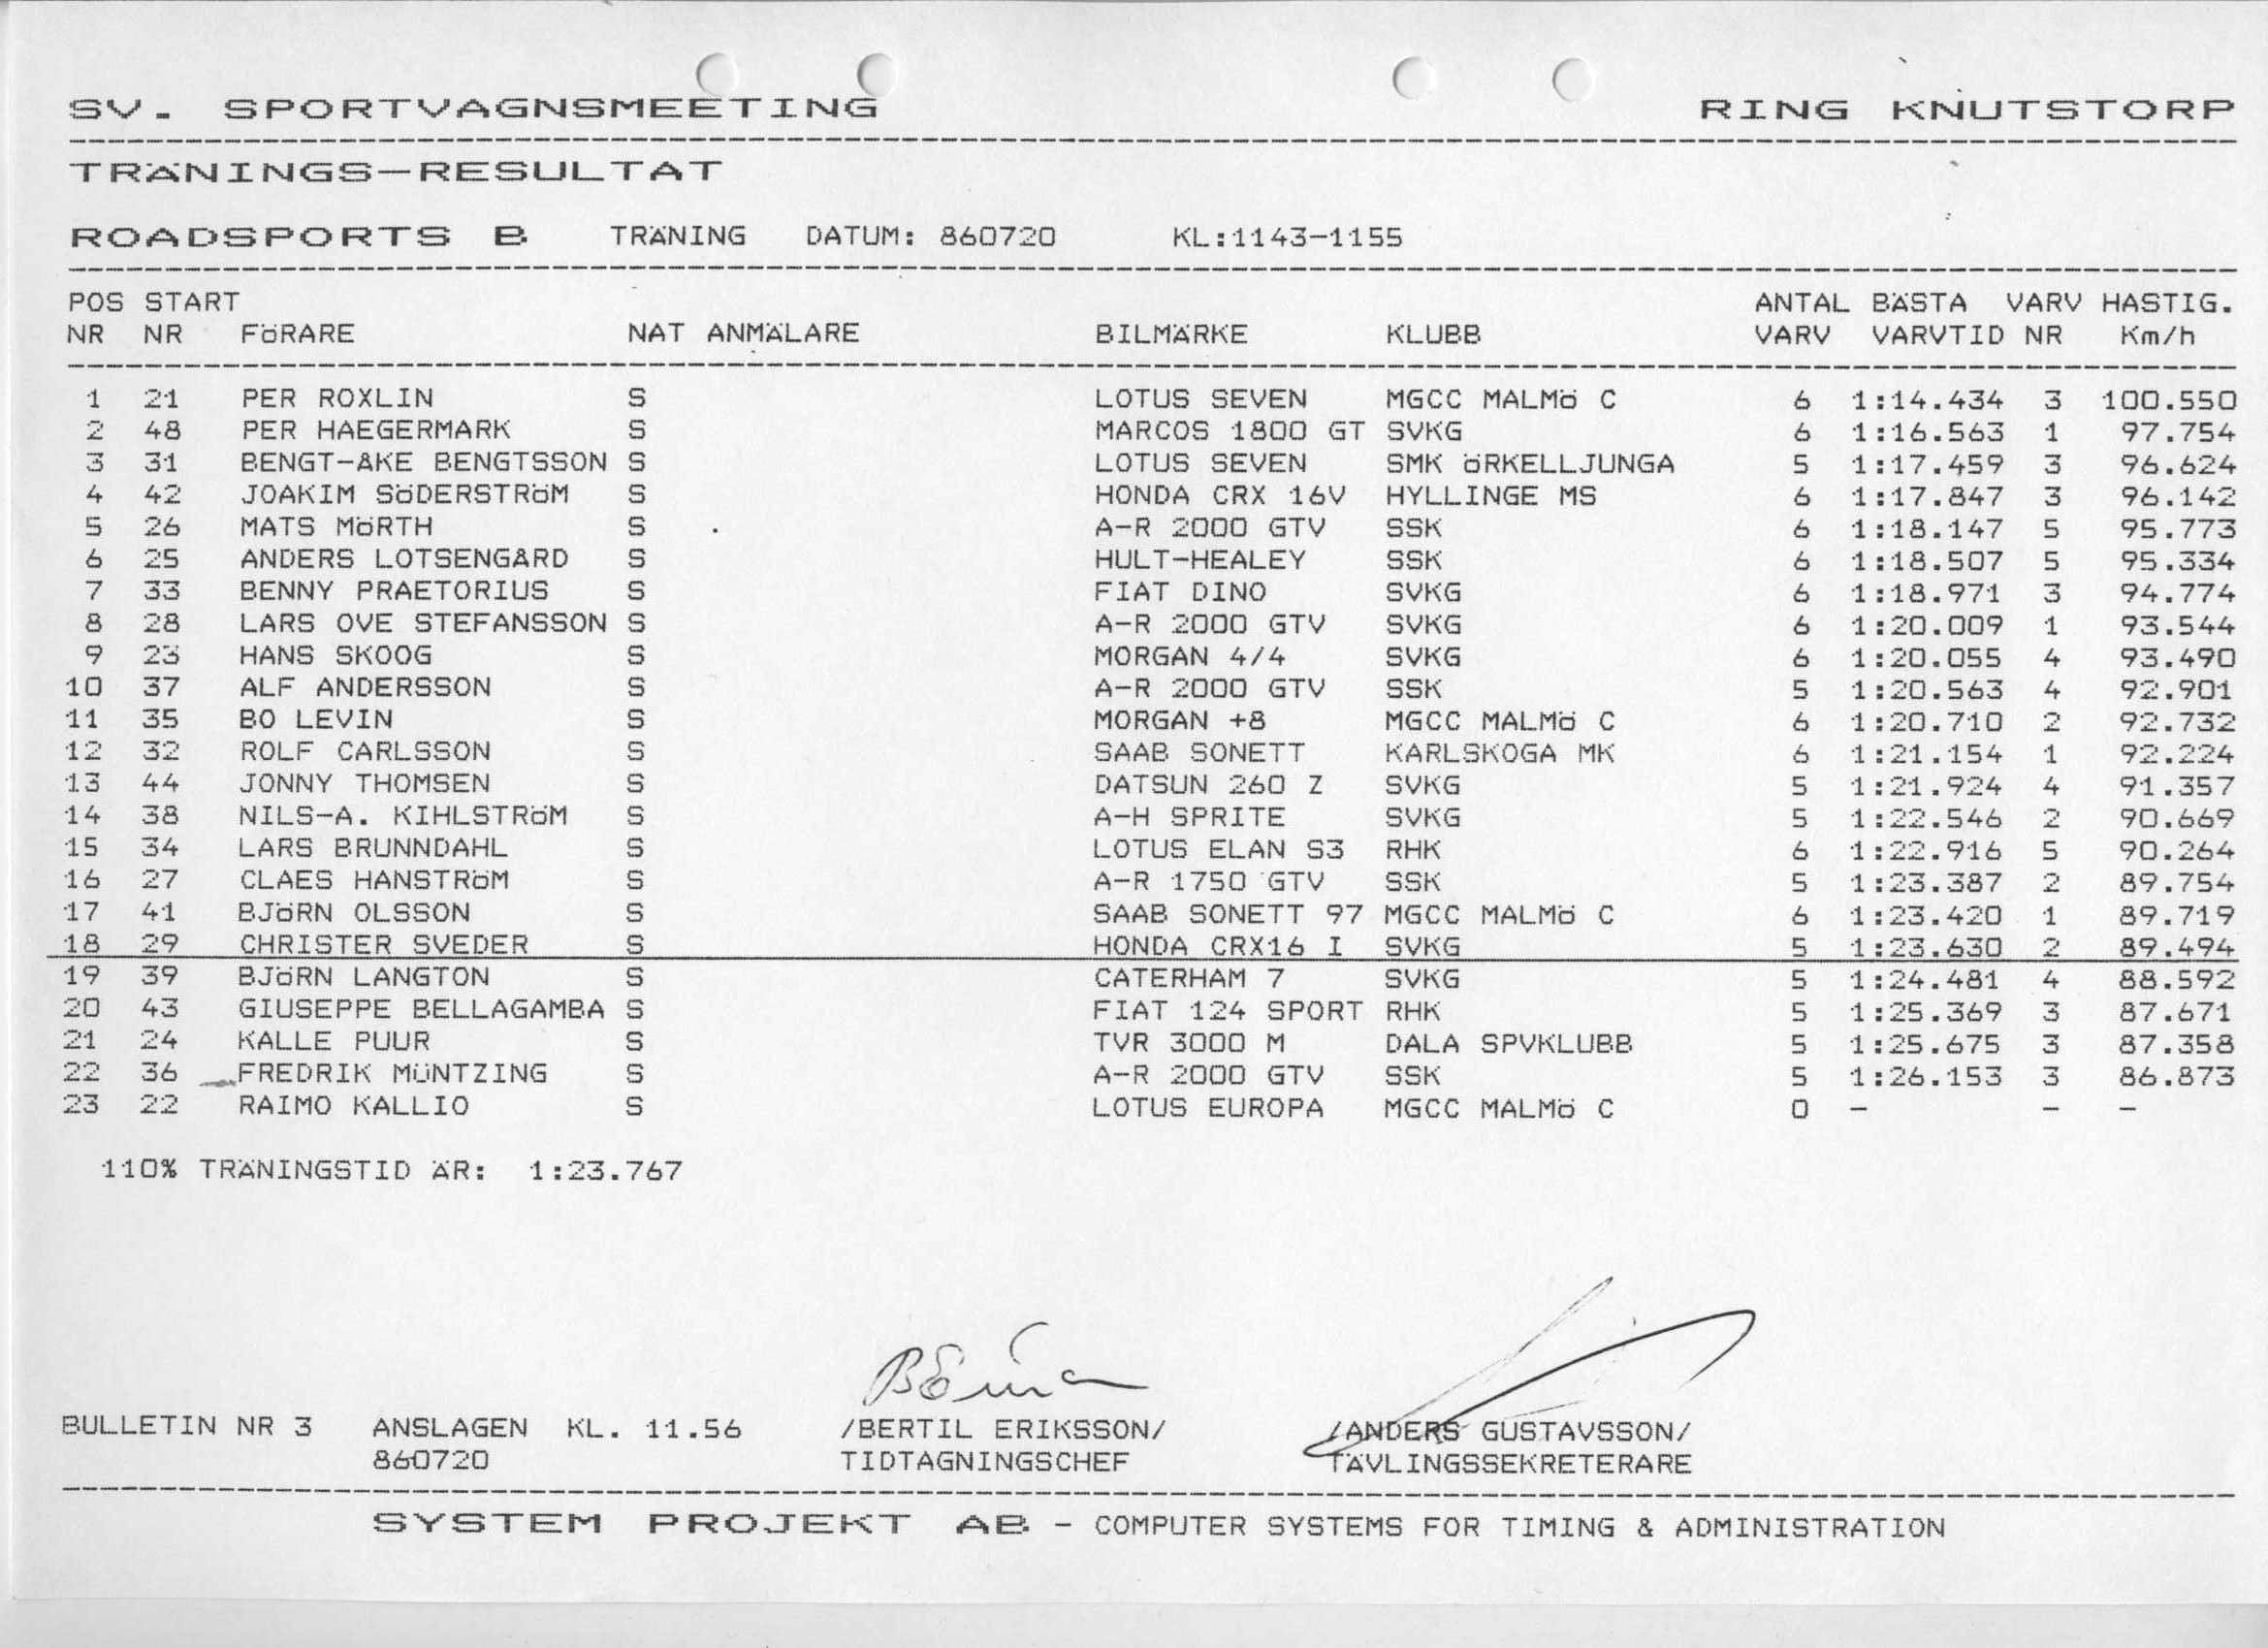 SV. SPORTVAGNSMEETING RING KNUTSTORP
TRÄNINGS-RESULTAT
ROADSPORTS B TRÄNING DATUM: 860720 KL:1143-1155
POS START ANTAL BÄSTA VARV HASTIG.
NR NR FöRARE NAT ANMÄLARE BILMÄRKE KLUBB VARV VARVTID NR Km/h
1 21 PER ROXLIN S LOTUS SEVEN MGCC MALMö C 6 1:14.434 3 100.550
2 48 PER HAEGERMARK S MARCOS 1800 GT SVKG 6 1:16.563 1 97.754
3 31 BENGT-ÅKE BENGTSSON S LOTUS SEVEN SMK öRKELLJUNGA 5 1:17.459 3 96.624
4 42 JOAKIM SöDERSTRöM S HONDA CRX 16V HYLLINGE MS 6 1:17.847 3 96.142
5 26 MATS MöRTH S A-R 2000 GTV SSK 6 1:18.147 5 95.773
6 25 ANDERS LOTSENGÅRD S HULT-HEALEY SSK 6 1:18.507 5 95.334
7 33 BENNY PRAETORIUS S FIAT DINO SVKG 6 1:18.971 3 94.774
8 28 LARS OVE STEFANSSON S A-R 2000 GTV SVKG 6 1:20.009 1 93.544
9 23 HANS SKOOG S MORGAN 4/4 SVKG 6 1:20.055 4 93.490
10 37 ALF ANDERSSON S A-R 2000 GTV SSK 5 1:20.563 4 92.901
11 35 BO LEVIN S MORGAN +8 MGCC MALMö C 6 1:20.710 2 92.732
12 32 ROLF CARLSSON S SAAB SONETT KARLSKOGA MK 6 1:21.154 1 92.224
13 44 JONNY THOMSEN S DATSUN 260 Z SVKG 5 1:21.924 4 91.357
14 38 NILS-A. KIHLSTRöM S A-H SPRITE SVKG 5 1:22.546 2 90.669
15 34 LARS BRUNNDAHL S LOTUS ELAN S3 RHK 6 1:22.916 5 90.264
16 27 CLAES HANSTRöM S A-R 1750 GTV SSK 5 1:23.387 2 89.754
17 41 BJöRN OLSSON S SAAB SONETT 97 MGCC MALMö C 6 1:23.420 1 89.719
18 29 CHRISTER SVEDER S HONDA CRX16 I SVKG 5 1:23.630 2 89.494
19 39 BJöRN LANGTON S CATERHAM 7 SVKG 5 1:24.481 4 88.592
20 43 GIUSEPPE BELLAGAMBA S FIAT 124 SPORT RHK 5 1:25.369 3 87.671
21 24 KALLE PUUR S TVR 3000 M DALA SPVKLUBB 5 1:25.675 3 87.358
22 36 FREDRIK MüNTZING S A-R 2000 GTV SSK 5 1:26.153 3 86.873
23 22 RAIMO KALLIO S LOTUS EUROPA MGCC MALMö C 0 - - -
110% TRÄNINGSTID ÄR: 1:23.767
BULLETIN NR 3 ANSLAGEN KL. 11.56 /BERTIL ERIKSSON/ /ANDERS GUSTAVSSON/
860720 TIDTAGNINGSCHEF TÄVLINGSSEKRETERARE
SYSTEM PROJEKT AB - COMPUTER SYSTEMS FOR TIMING & ADMINISTRATION